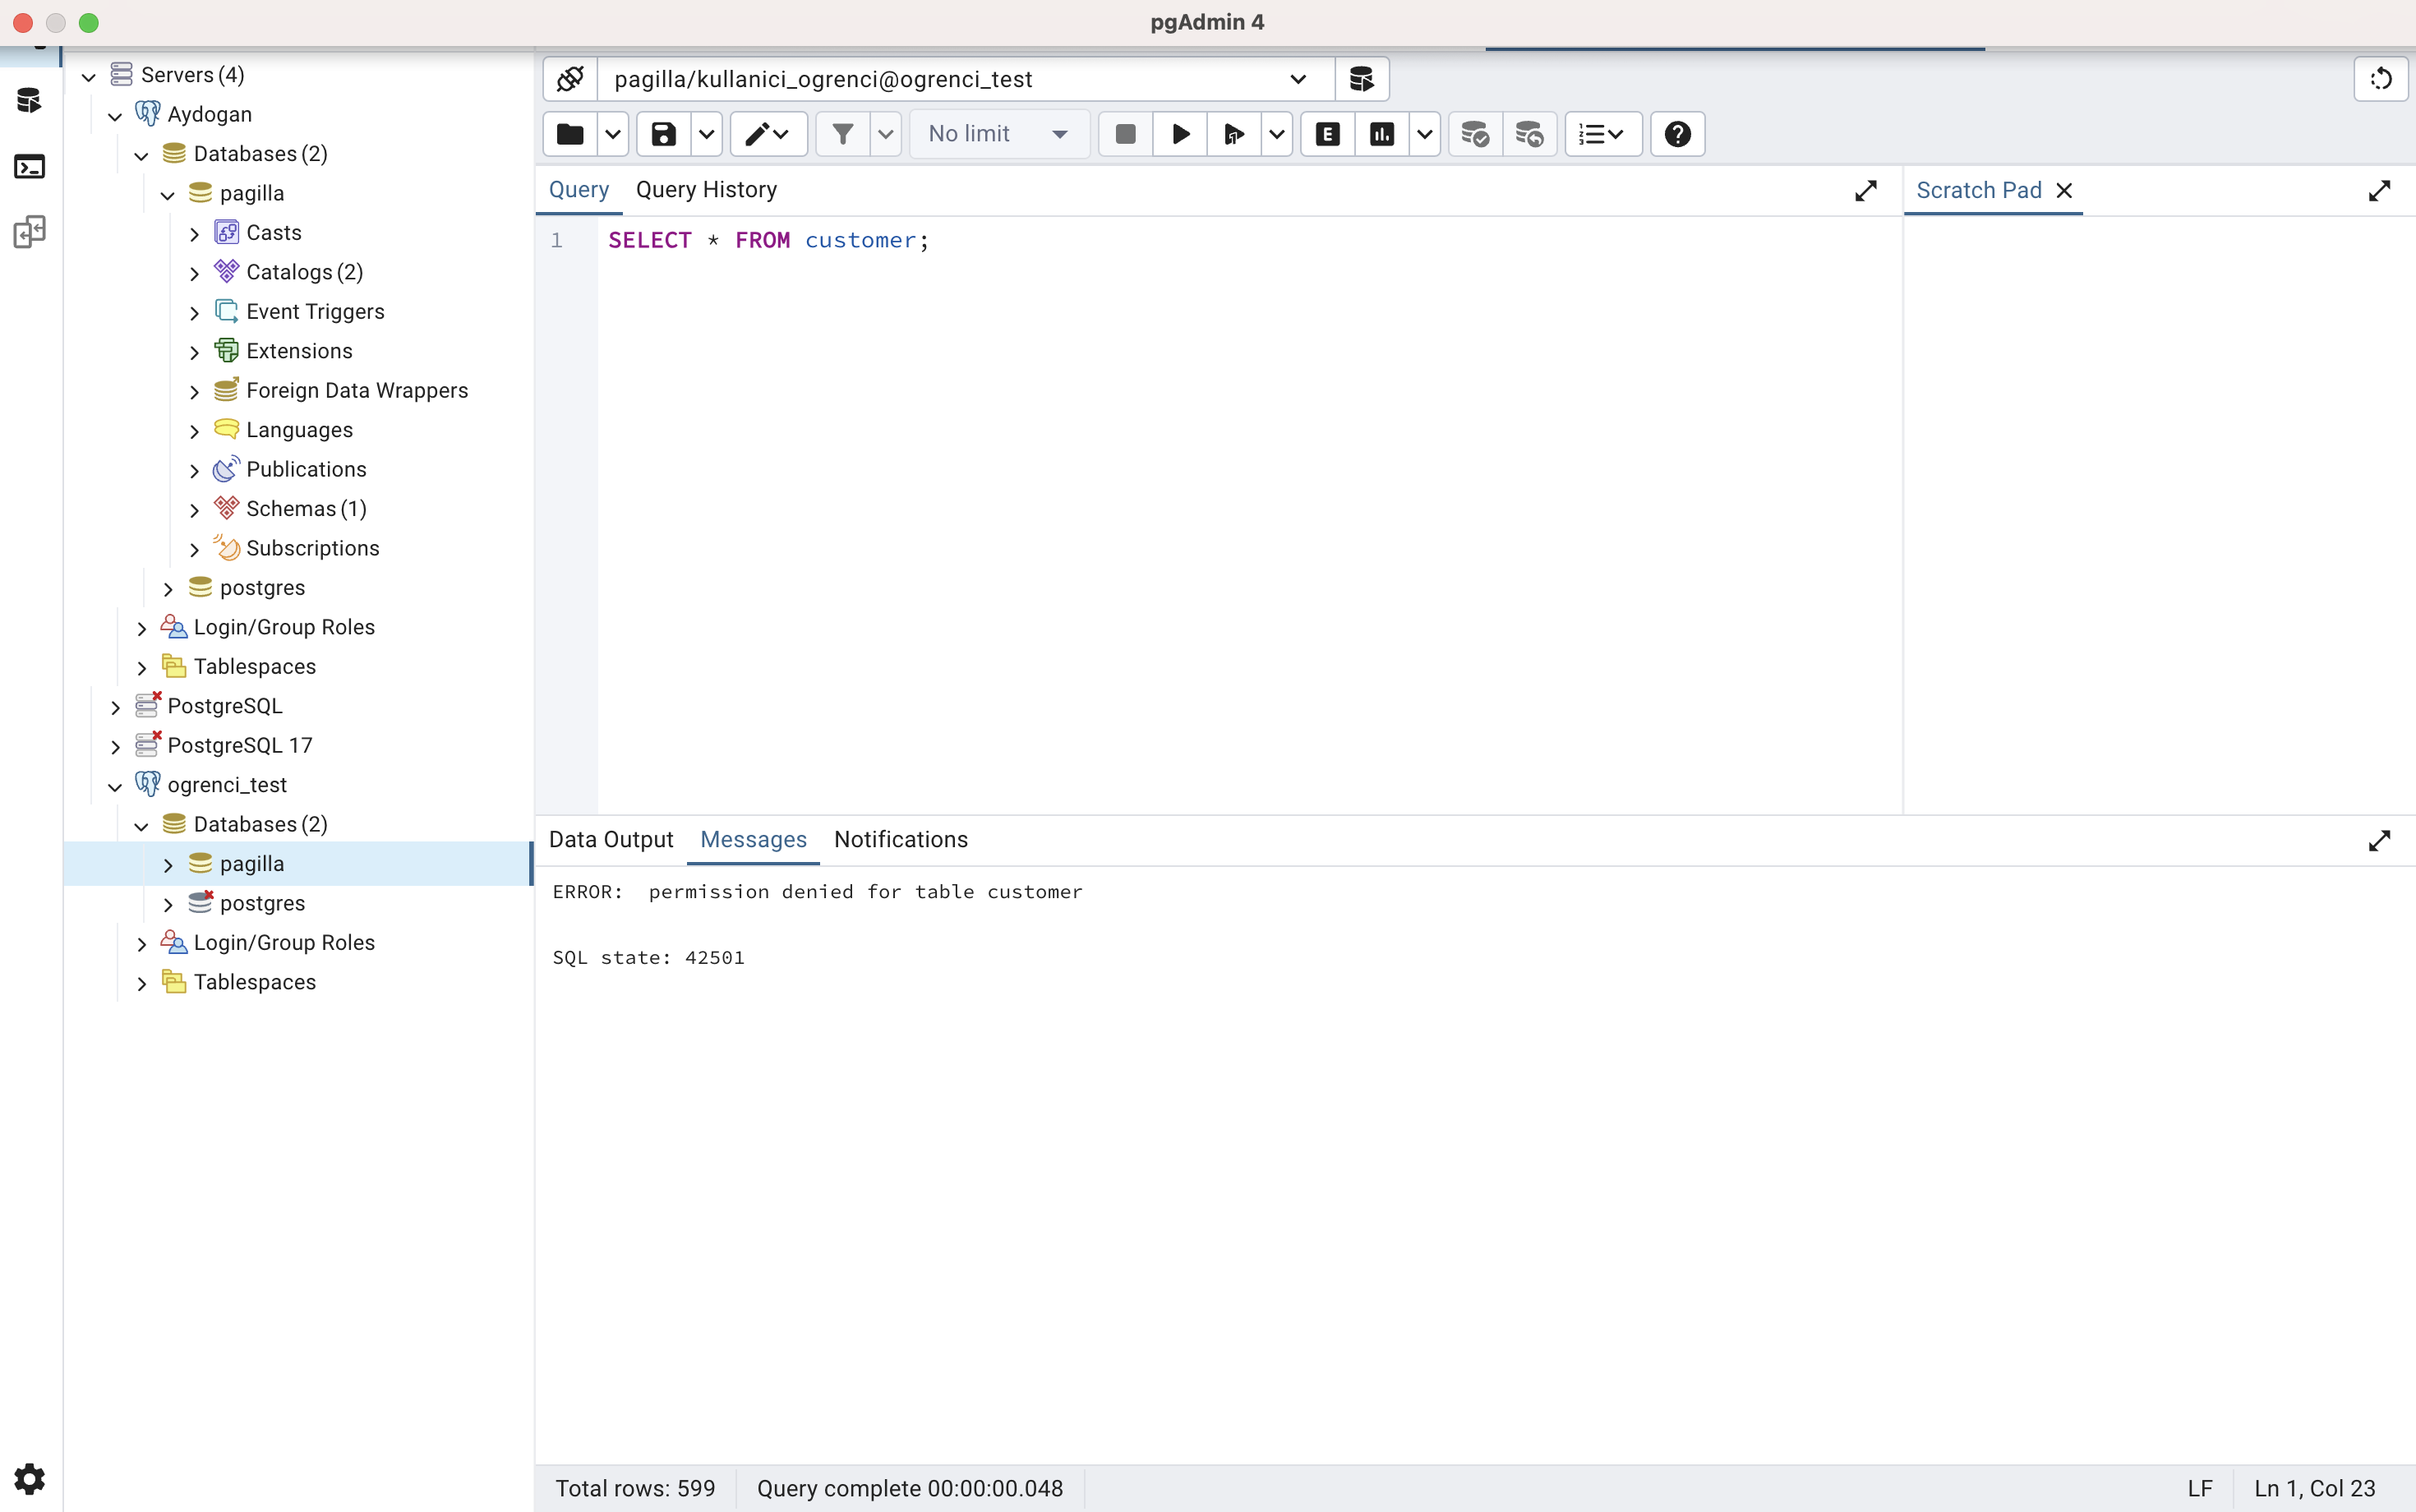 pgAdmin 4
Servers (4)
Aydogan
Databases (2)
pagilla
Casts
Catalogs (2)
Event Triggers
Extensions
Foreign Data Wrappers
Languages
Publications
Schemas (1)
Subscriptions
postgres
Login/Group Roles
Tablespaces
PostgreSQL
PostgreSQL 17
ogrenci_test
Databases (2)
pagilla
postgres
Login/Group Roles
Tablespaces
pagilla/kullanici_ogrenci@ogrenci_test
No limit
E
Query Query History
Scratch Pad
1 SELECT * FROM customer;
Data Output Messages Notifications
ERROR: permission denied for table customer
SQL state: 42501
Total rows: 599 Query complete 00:00:00.048 LF Ln 1, Col 23